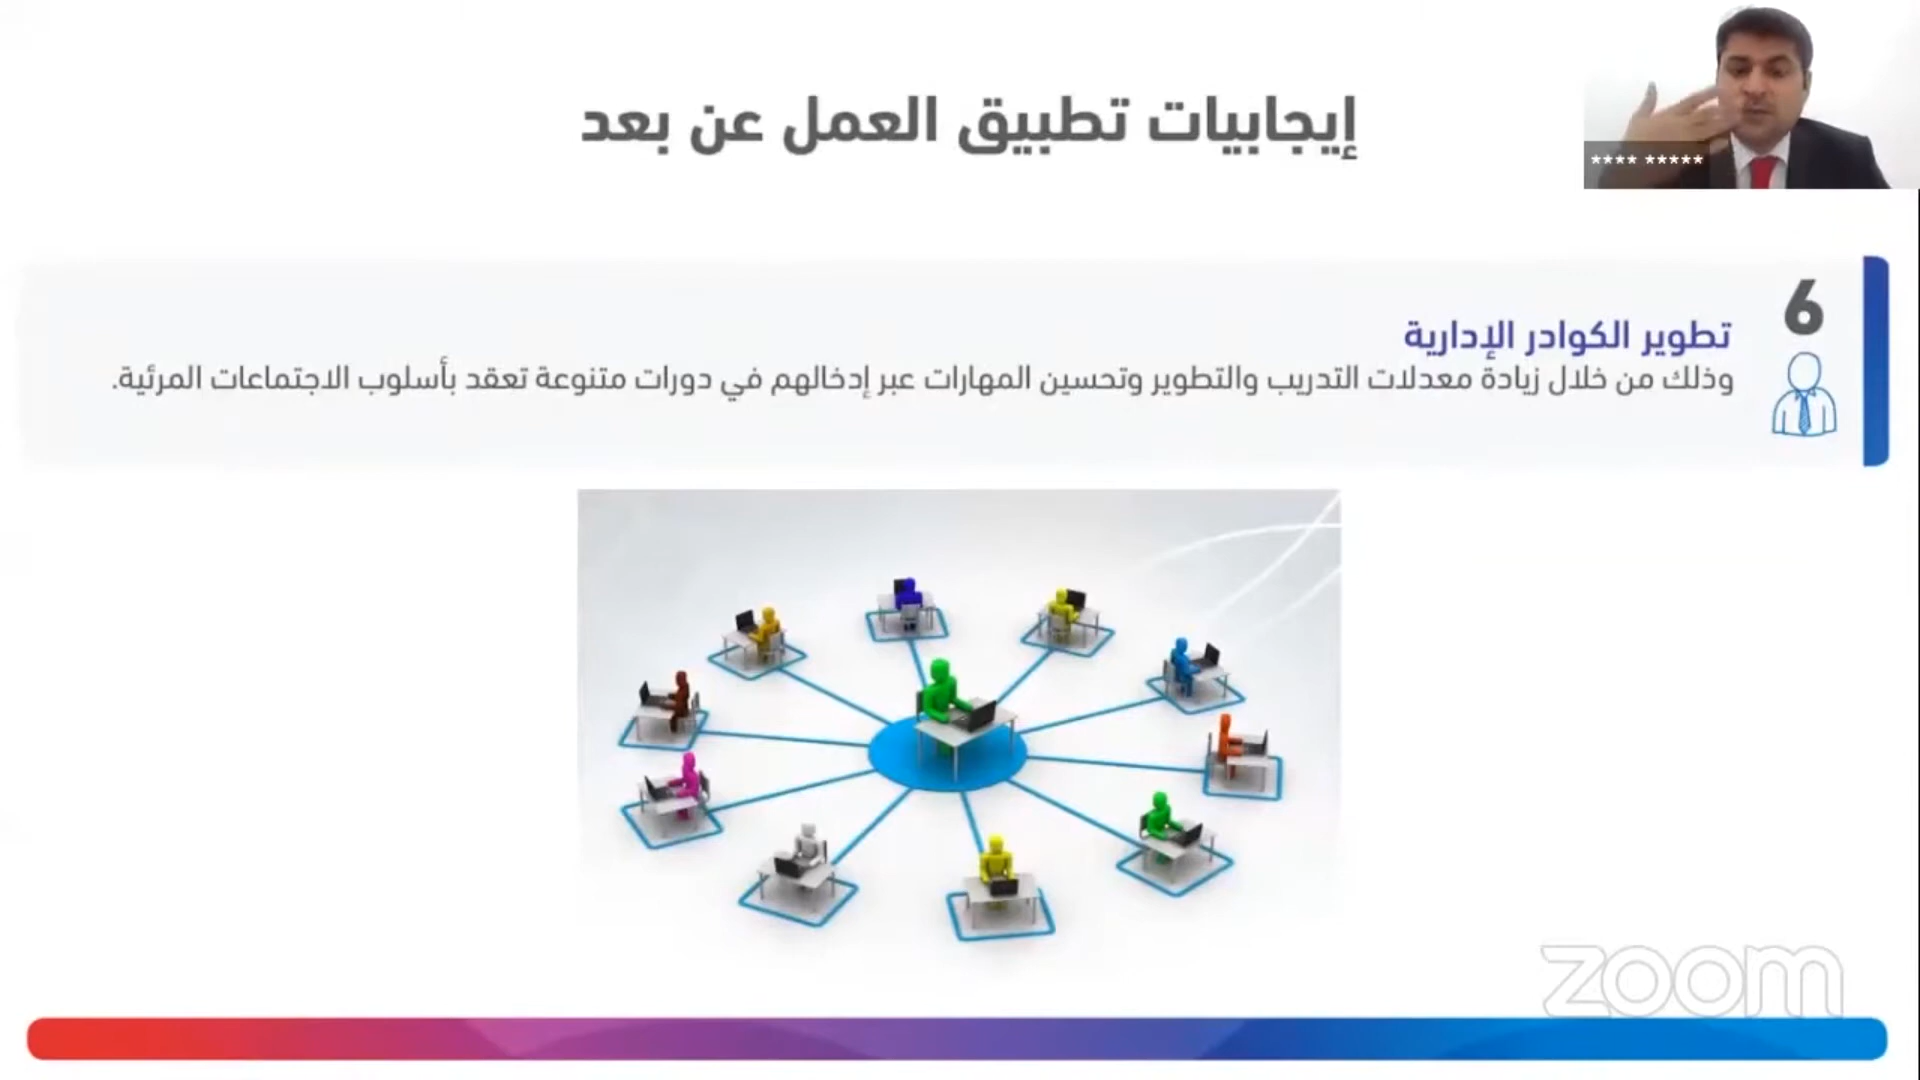 إيجابيات تطبيق العمل عن بعد
**** *****
6
تطوير الكوادر الإدارية
وذلك من خلال زيادة معدلات التدريب والتطوير وتحسين المهارات عبر إدخالهم في دورات متنوعة تعقد بأسلوب الاجتماعات المرئية.
zoom